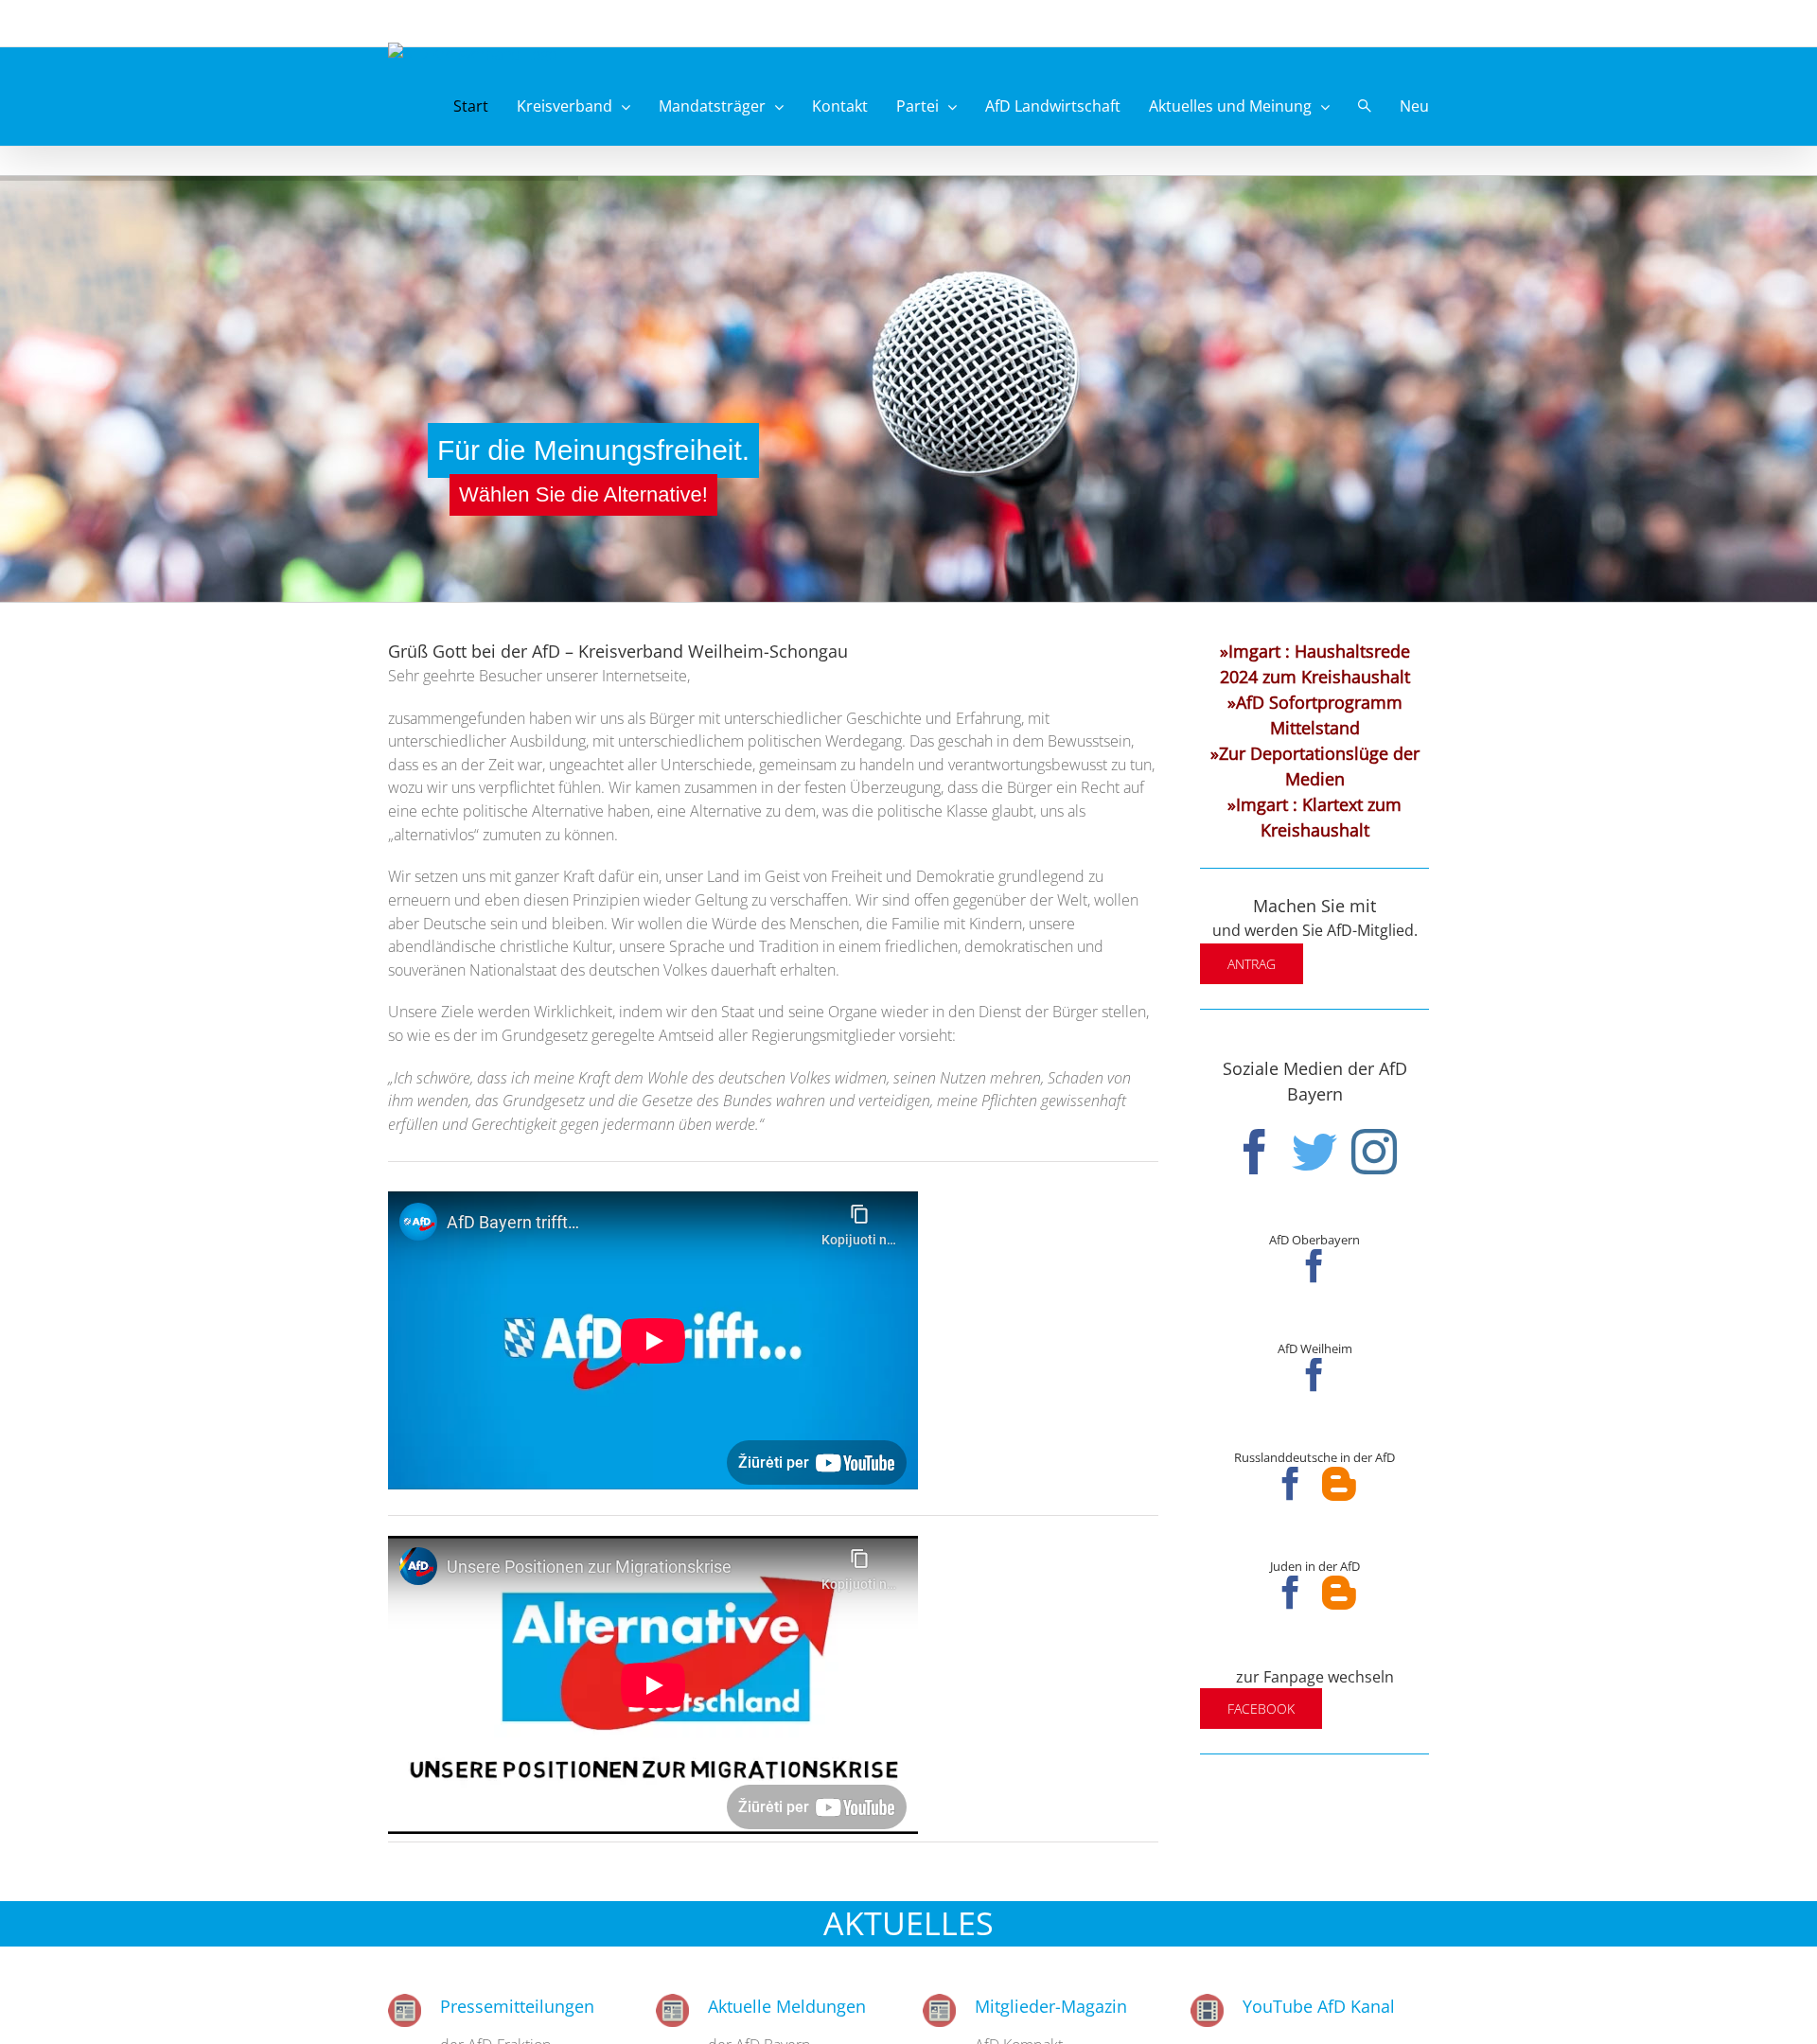 Start Kreisverband Mandatsträger Kontakt Partei AfD Landwirtschaft Aktuelles und Meinung Neu
Für die Meinungsfreiheit.
Wählen Sie die Alternative!
Grüß Gott bei der AfD – Kreisverband Weilheim-Schongau
Sehr geehrte Besucher unserer Internetseite,
zusammengefunden haben wir uns als Bürger mit unterschiedlicher Geschichte und Erfahrung, mit
unterschiedlicher Ausbildung, mit unterschiedlichem politischen Werdegang. Das geschah in dem Bewusstsein,
dass es an der Zeit war, ungeachtet aller Unterschiede, gemeinsam zu handeln und verantwortungsbewusst zu tun,
wozu wir uns verpflichtet fühlen. Wir kamen zusammen in der festen Überzeugung, dass die Bürger ein Recht auf
eine echte politische Alternative haben, eine Alternative zu dem, was die politische Klasse glaubt, uns als
„alternativlos“ zumuten zu können.
Wir setzen uns mit ganzer Kraft dafür ein, unser Land im Geist von Freiheit und Demokratie grundlegend zu
erneuern und eben diesen Prinzipien wieder Geltung zu verschaffen. Wir sind offen gegenüber der Welt, wollen
aber Deutsche sein und bleiben. Wir wollen die Würde des Menschen, die Familie mit Kindern, unsere
abendländische christliche Kultur, unsere Sprache und Tradition in einem friedlichen, demokratischen und
souveränen Nationalstaat des deutschen Volkes dauerhaft erhalten.
Unsere Ziele werden Wirklichkeit, indem wir den Staat und seine Organe wieder in den Dienst der Bürger stellen,
so wie es der im Grundgesetz geregelte Amtseid aller Regierungsmitglieder vorsieht:
„Ich schwöre, dass ich meine Kraft dem Wohle des deutschen Volkes widmen, seinen Nutzen mehren, Schaden von
ihm wenden, das Grundgesetz und die Gesetze des Bundes wahren und verteidigen, meine Pflichten gewissenhaft
erfüllen und Gerechtigkeit gegen jedermann üben werde.“
AfD
AfD Bayern trifft...
Kopijuoti n...
AfD trifft...
Žiūrėti per YouTube
AfD
Unsere Positionen zur Migrationskrise
Kopijuoti n...
Alternative
Deutschland
UNSERE POSITIONEN ZUR MIGRATIONSKRISE
Žiūrėti per YouTube
»Imgart : Haushaltsrede
2024 zum Kreishaushalt
»AfD Sofortprogramm
Mittelstand
»Zur Deportationslüge der
Medien
»Imgart : Klartext zum
Kreishaushalt
Machen Sie mit
und werden Sie AfD-Mitglied.
ANTRAG
Soziale Medien der AfD
Bayern
AfD Oberbayern
AfD Weilheim
Russlanddeutsche in der AfD
Juden in der AfD
zur Fanpage wechseln
FACEBOOK
AKTUELLES
Pressemitteilungen
der AfD-Fraktion
Aktuelle Meldungen
der AfD Bayern
Mitglieder-Magazin
AfD Kompakt
YouTube AfD Kanal